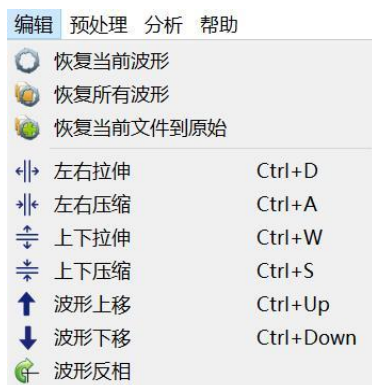 编辑 预处理 分析 帮助
恢复当前波形
恢复所有波形
恢复当前文件到原始
左右拉伸 Ctrl+D
左右压缩 Ctrl+A
上下拉伸 Ctrl+W
上下压缩 Ctrl+S
波形上移 Ctrl+Up
波形下移 Ctrl+Down
波形反相